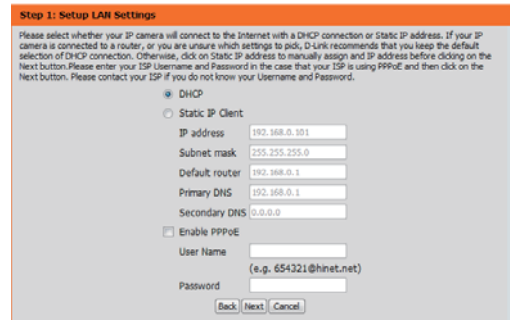 Step 1: Setup LAN Settings
Please select whether your IP camera will connect to the Internet with a DHCP connection or Static IP address. If your IP
camera is connected to a router, or you are unsure which settings to pick, D-Link recommends that you keep the default
selection of DHCP connection. Otherwise, click on Static IP address to manually assign and IP address before clicking on the
Next button.Please enter your ISP Username and Password in the case that your ISP is using PPPoE and then click on the
Next button. Please contact your ISP if you do not know your Username and Password.
DHCP
Static IP Client
IP address 192.168.0.101
Subnet mask 255.255.255.0
Default router 192.168.0.1
Primary DNS 192.168.0.1
Secondary DNS 0.0.0.0
Enable PPPoE
User Name
(e.g. 654321@hinet.net)
Password
Back Next Cancel